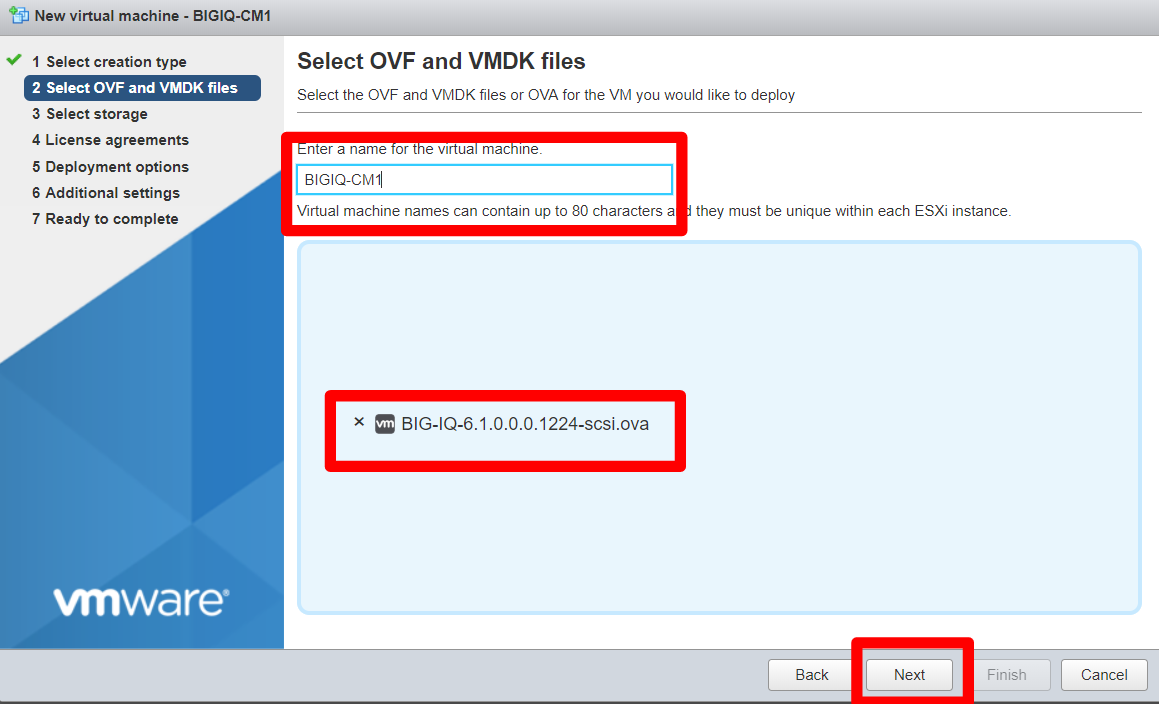 New virtual machine - BIGIQ-CM1
1 Select creation type
2 Select OVF and VMDK files
3 Select storage
4 License agreements
5 Deployment options
6 Additional settings
7 Ready to complete
vmware®
Select OVF and VMDK files
Select the OVF and VMDK files or OVA for the VM you would like to deploy
Enter a name for the virtual machine.
BIGIQ-CM1
Virtual machine names can contain up to 80 characters and they must be unique within each ESXi instance.
× vm BIG-IQ-6.1.0.0.0.1224-scsi.ova
Back Next Finish Cancel